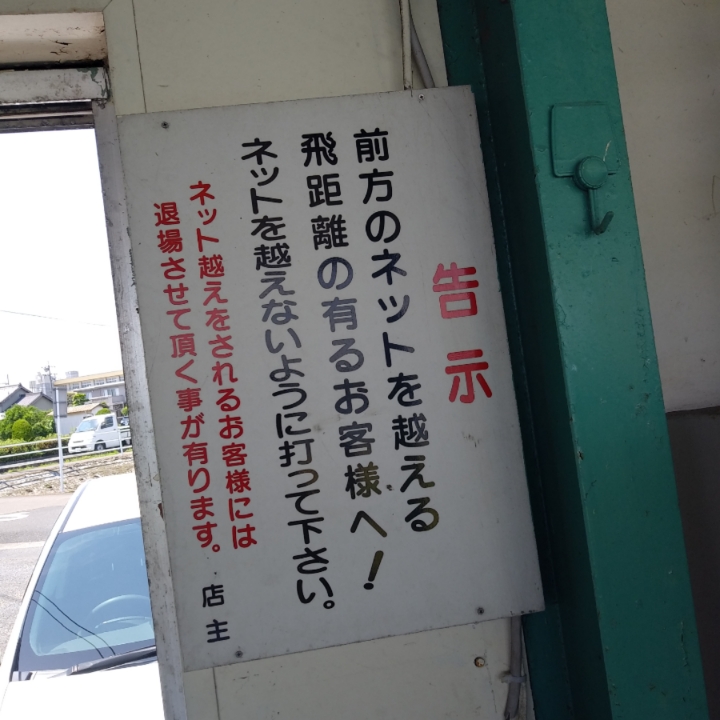 告示
前方のネットを越える
飛距離の有るお客様へ!
ネットを越えないように打って下さい。
ネット越えをされるお客様には
退場させて頂く事が有ります。
店主